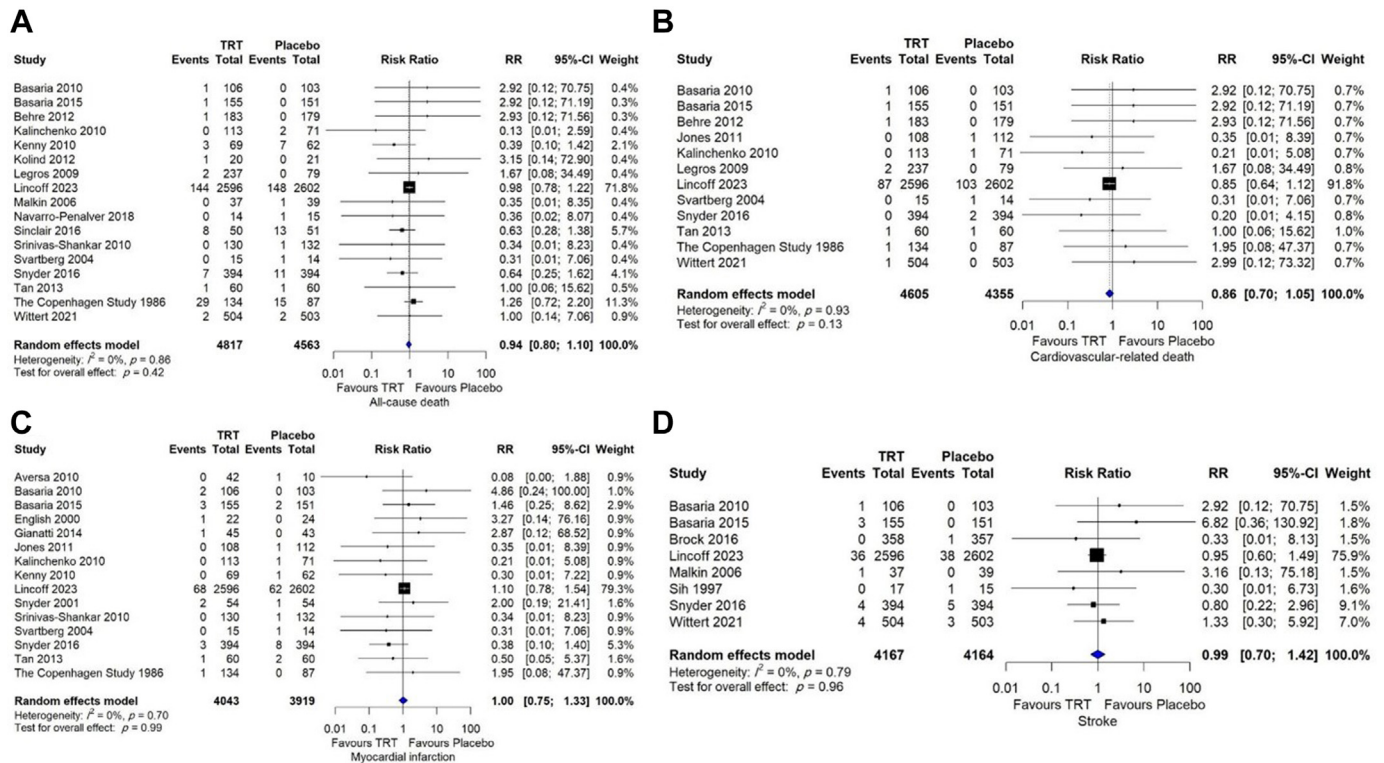 A
TRT Placebo
Study Events Total Events Total Risk Ratio RR 95%-CI Weight
Basaria 2010 1 106 0 103 2.92 [0.12; 70.75] 0.4%
Basaria 2015 1 155 0 151 2.92 [0.12; 71.19] 0.4%
Behre 2012 1 183 0 179 2.93 [0.12; 71.56] 0.4%
Kalinchenko 2010 0 113 2 71 0.13 [0.01; 2.59] 0.4%
Kenny 2010 3 69 7 62 0.39 [0.10; 1.42] 2.1%
Kolind 2012 1 20 0 21 3.15 [0.14; 72.90] 0.4%
Legros 2009 2 237 0 79 1.67 [0.08; 34.49] 0.4%
Lincoff 2023 144 2596 148 2602 0.98 [0.78; 1.22] 71.8%
Malkin 2006 0 37 1 39 0.35 [0.01; 8.35] 0.4%
Navarro-Penalver 2018 0 14 1 15 0.36 [0.02; 8.07] 0.4%
Sinclair 2016 8 50 13 51 0.63 [0.28; 1.38] 5.7%
Srinivas-Shankar 2010 0 130 1 132 0.34 [0.01; 8.23] 0.4%
Svartberg 2004 0 15 1 14 0.31 [0.01; 7.06] 0.4%
Snyder 2016 7 394 11 394 0.64 [0.25; 1.62] 4.1%
Tan 2013 1 60 1 60 1.00 [0.06; 15.62] 0.4%
The Copenhagen Study 1986 29 134 15 87 1.26 [0.72; 2.20] 11.3%
Wittert 2021 2 504 2 503 1.00 [0.14; 7.06] 0.9%
Random effects model 4817 4563 0.94 [0.80; 1.10] 100.0%
Heterogeneity: I² = 0%, p = 0.86
Test for overall effect: p = 0.42
0.01 0.1 1 10 100
Favours TRT Favours Placebo
All-cause death
B
TRT Placebo
Study Events Total Events Total Risk Ratio RR 95%-CI Weight
Basaria 2010 1 106 0 103 2.92 [0.12; 70.75] 0.7%
Basaria 2015 1 155 0 151 2.92 [0.12; 71.19] 0.7%
Behre 2012 1 183 0 179 2.93 [0.12; 71.56] 0.7%
Jones 2011 0 108 1 112 0.35 [0.01; 8.39] 0.7%
Kalinchenko 2010 0 113 1 71 0.21 [0.01; 5.08] 0.7%
Legros 2009 2 237 0 79 1.67 [0.08; 34.49] 0.7%
Lincoff 2023 87 2596 103 2602 0.85 [0.64; 1.12] 91.8%
Svartberg 2004 0 15 1 14 0.31 [0.01; 7.06] 0.7%
Snyder 2016 0 394 2 394 0.20 [0.01; 4.15] 0.8%
Tan 2013 1 60 1 60 1.00 [0.06; 15.62] 1.0%
The Copenhagen Study 1986 1 134 0 87 1.95 [0.08; 47.37] 0.7%
Wittert 2021 1 504 0 503 2.99 [0.12; 73.32] 0.7%
Random effects model 4605 4355 0.86 [0.70; 1.05] 100.0%
Heterogeneity: I² = 0%, p = 0.93
Test for overall effect: p = 0.13
0.01 0.1 1 10 100
Favours TRT Favours Placebo
Cardiovascular-related death
C
TRT Placebo
Study Events Total Events Total Risk Ratio RR 95%-CI Weight
Aversa 2010 0 42 1 10 0.08 [0.00; 1.88] 0.9%
Basaria 2010 2 106 0 103 4.86 [0.24; 100.00] 1.0%
Basaria 2015 3 155 2 151 1.46 [0.25; 8.62] 2.9%
English 2000 1 22 0 24 3.27 [0.14; 76.16] 0.9%
Gianatti 2014 1 45 0 43 2.87 [0.12; 68.52] 0.9%
Jones 2011 0 108 1 112 0.35 [0.01; 8.39] 0.9%
Kalinchenko 2010 0 113 1 71 0.21 [0.01; 5.08] 0.9%
Kenny 2010 0 69 1 62 0.30 [0.01; 7.22] 0.9%
Lincoff 2023 68 2596 62 2602 1.10 [0.78; 1.54] 79.3%
Snyder 2001 2 54 1 54 2.00 [0.19; 21.41] 1.6%
Srinivas-Shankar 2010 0 130 1 132 0.34 [0.01; 8.23] 0.9%
Svartberg 2004 0 15 1 14 0.31 [0.01; 7.06] 0.9%
Snyder 2016 3 394 8 394 0.38 [0.10; 1.40] 5.3%
Tan 2013 1 60 2 60 0.50 [0.05; 5.37] 1.6%
The Copenhagen Study 1986 1 134 0 87 1.95 [0.08; 47.37] 0.9%
Random effects model 4043 3919 1.00 [0.75; 1.33] 100.0%
Heterogeneity: I² = 0%, p = 0.70
Test for overall effect: p = 0.99
0.01 0.1 1 10 100
Favours TRT Favours Placebo
Myocardial infarction
D
TRT Placebo
Study Events Total Events Total Risk Ratio RR 95%-CI Weight
Basaria 2010 1 106 0 103 2.92 [0.12; 70.75] 1.5%
Basaria 2015 3 155 0 151 6.82 [0.36; 130.92] 1.8%
Brock 2016 0 358 1 357 0.33 [0.01; 8.13] 1.5%
Lincoff 2023 36 2596 38 2602 0.95 [0.60; 1.49] 75.9%
Malkin 2006 1 37 0 39 3.16 [0.13; 75.18] 1.5%
Sih 1997 0 17 1 15 0.30 [0.01; 6.73] 1.6%
Snyder 2016 4 394 5 394 0.80 [0.22; 2.96] 9.1%
Wittert 2021 4 504 3 503 1.33 [0.30; 5.92] 7.0%
Random effects model 4167 4164 0.99 [0.70; 1.42] 100.0%
Heterogeneity: I² = 0%, p = 0.79
Test for overall effect: p = 0.96
0.01 0.1 1 10 100
Favours TRT Favours Placebo
Stroke